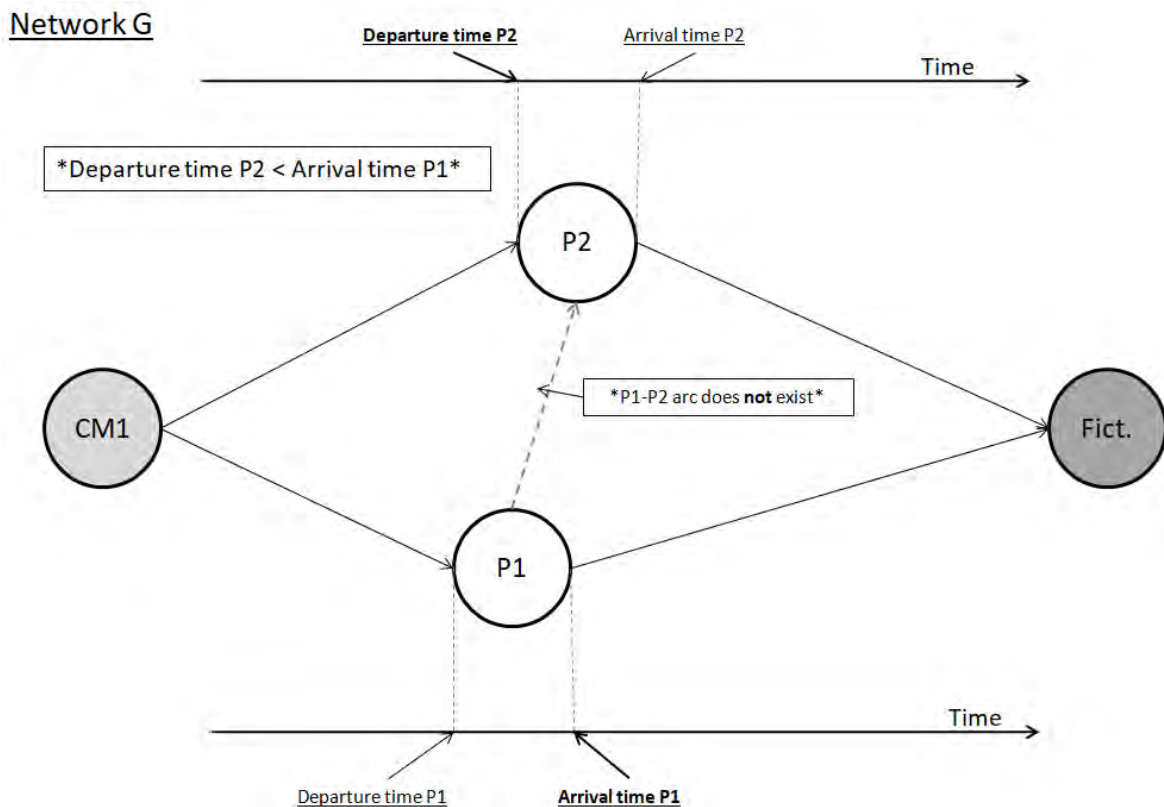 Network G
Departure time P2
Arrival time P2
Time
*Departure time P2 < Arrival time P1*
P2
CM1
*P1-P2 arc does not exist*
Fict.
P1
Time
Departure time P1
Arrival time P1